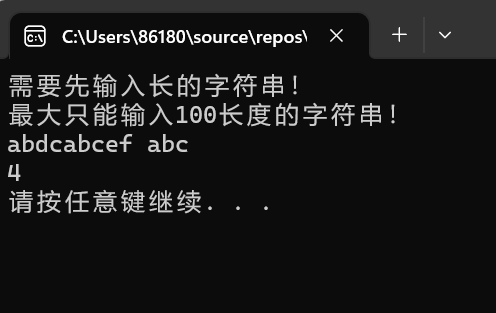 C:\Users\86180\source\repos\
需要先输入长的字符串！
最大只能输入100长度的字符串！
abdcabcef abc
4
请按任意键继续. . .